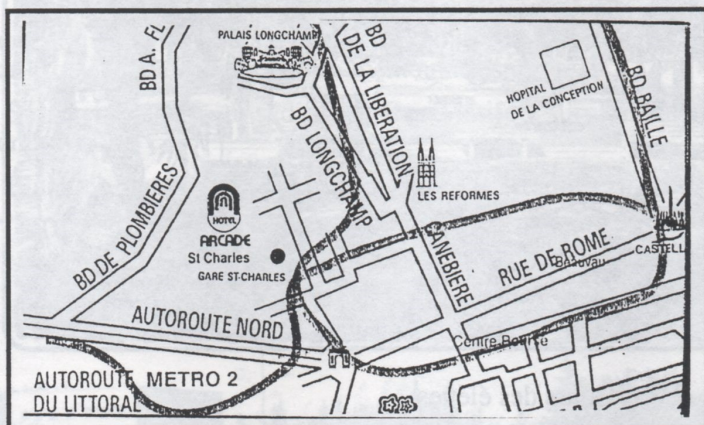 PALAIS LONGCHAMP
BD A. FL
BD
DE LA LIBERATION
HOPITAL
DE LA CONCEPTION
BD BAILLE
BD LONGCHAMP
BD DE PLOMBIERES
LES REFORMES
HOTEL
ARCADE
St Charles
GARE ST-CHARLES
ANEBIERE
RUE DE ROME
Beauvau
CASTELL
AUTOROUTE NORD
Centre Bourse
AUTOROUTE METRO 2
DU LITTORAL